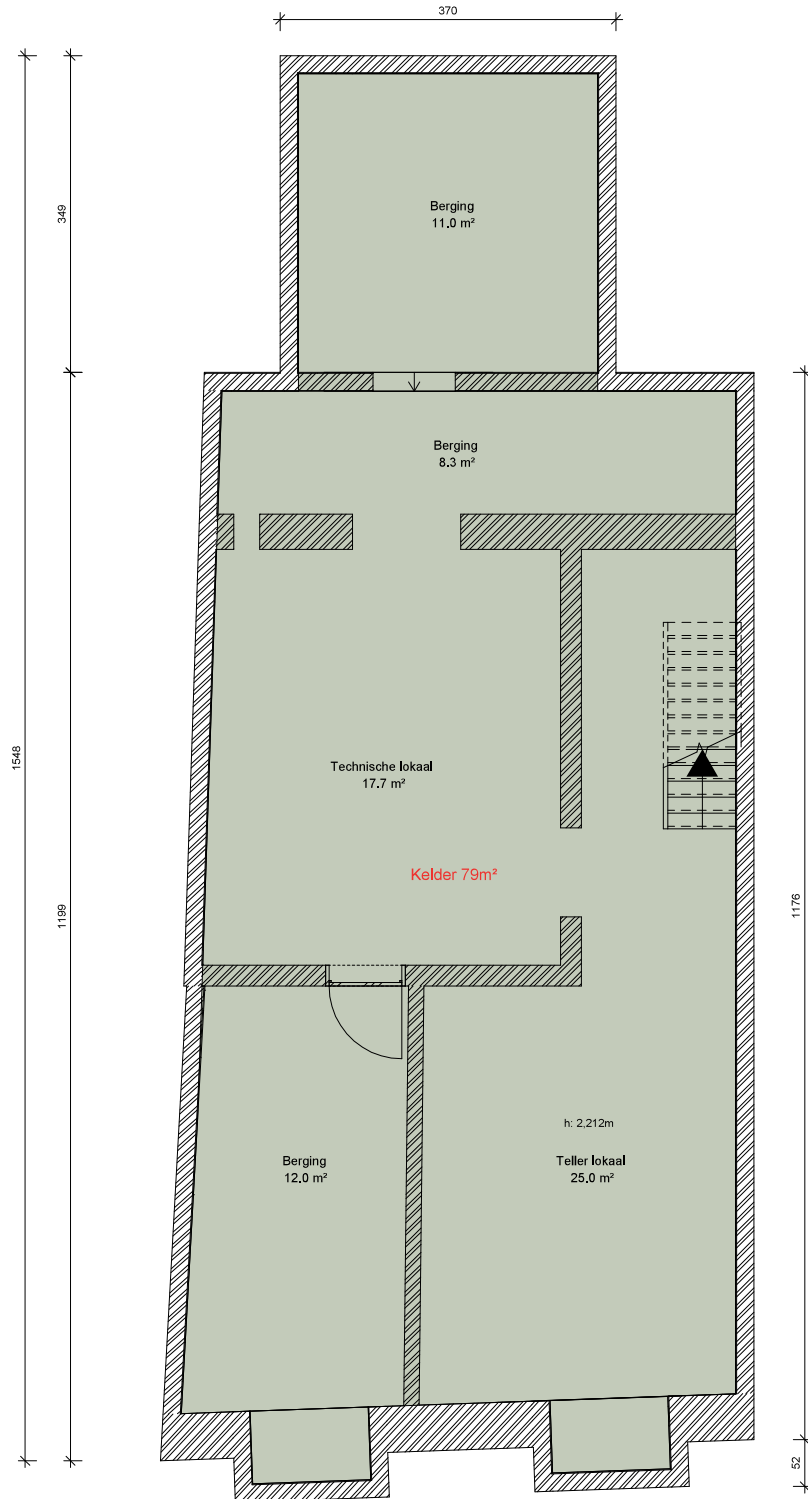 370
349
Berging
11.0 m²
Berging
8.3 m²
1548
Technische lokaal
17.7 m²
Kelder 79m²
1199
1176
h: 2,212m
Berging
12.0 m²
Teller lokaal
25.0 m²
52